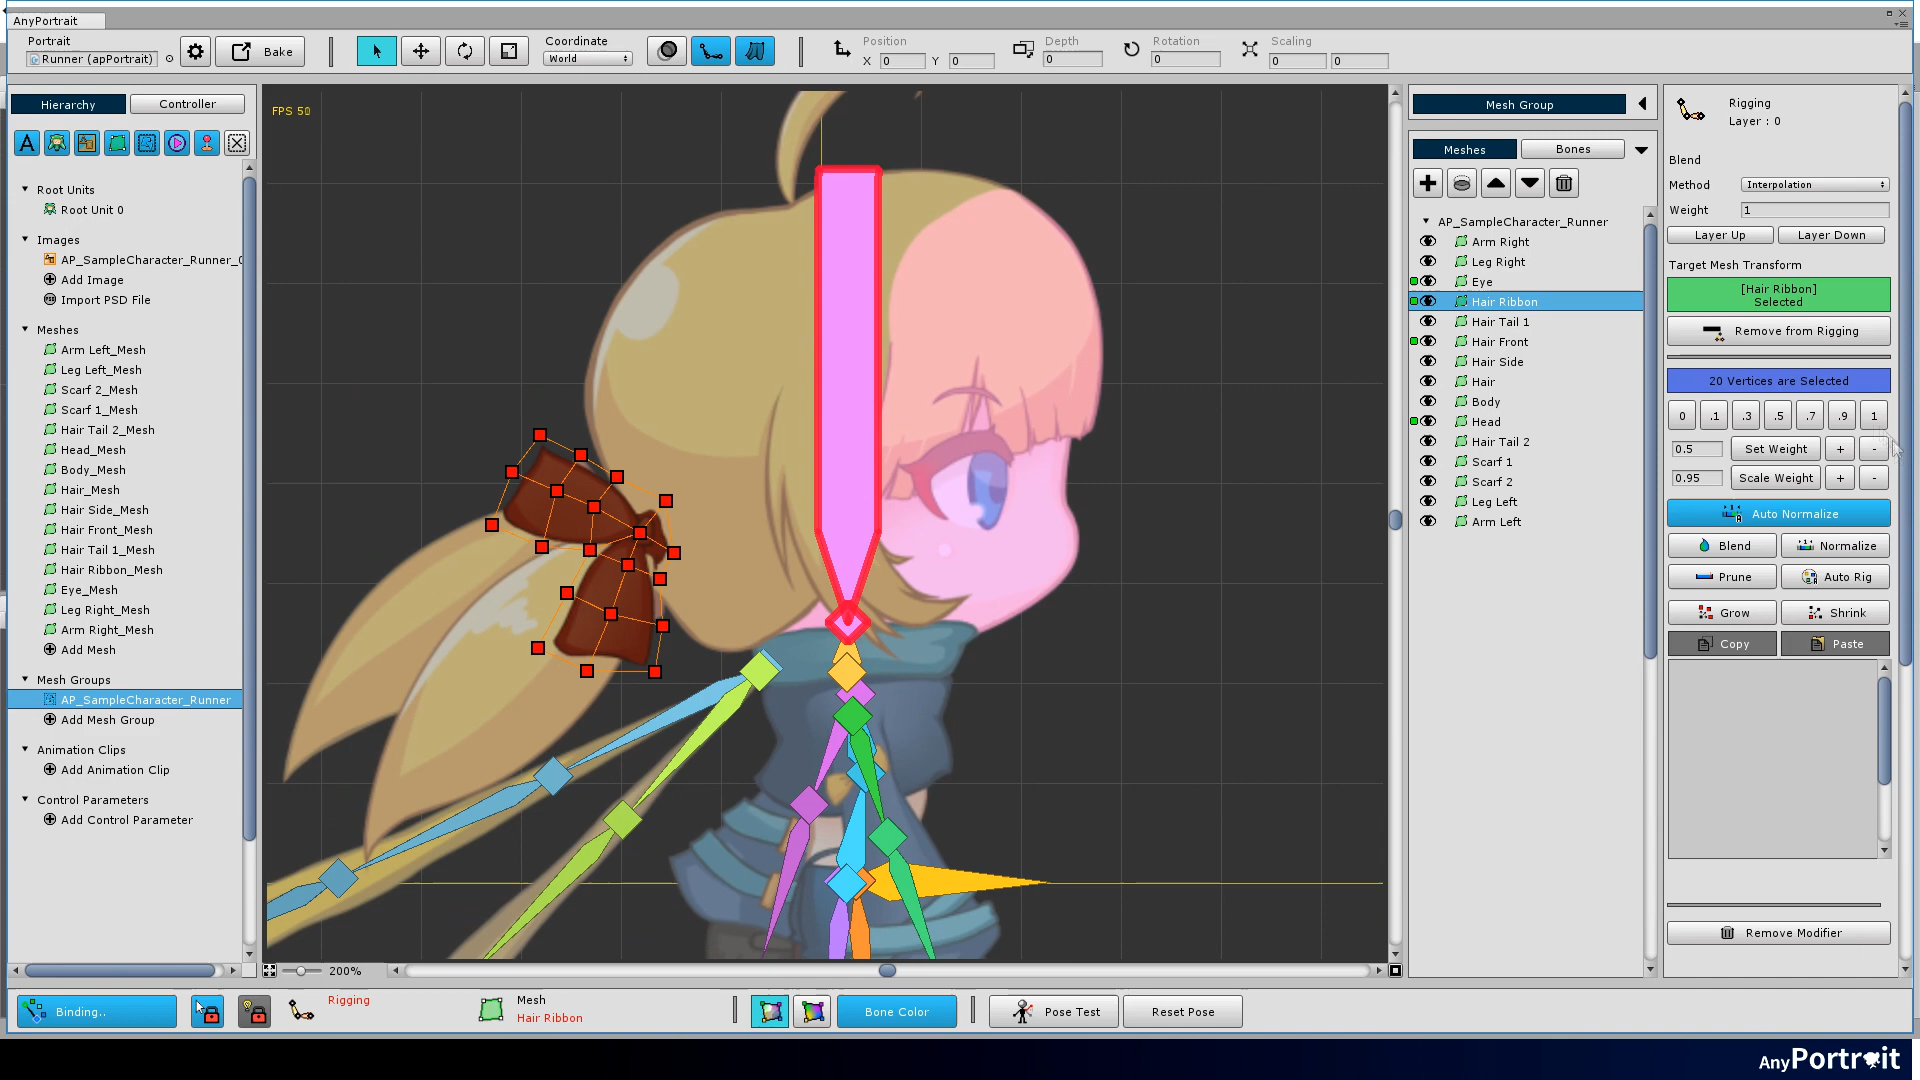 AnyPortrait
Portrait
Runner (apPortrait)
Bake
Coordinate
World
Position
X 0 Y 0
Depth
0
Rotation
0
Scaling
0 0
Hierarchy
Controller
A
Root Units
Root Unit 0
Images
AP_SampleCharacter_Runner_0
Add Image
Import PSD File
Meshes
Arm Left_Mesh
Leg Left_Mesh
Scarf 2_Mesh
Scarf 1_Mesh
Hair Tail 2_Mesh
Head_Mesh
Body_Mesh
Hair_Mesh
Hair Side_Mesh
Hair Front_Mesh
Hair Tail 1_Mesh
Hair Ribbon_Mesh
Eye_Mesh
Leg Right_Mesh
Arm Right_Mesh
Add Mesh
Mesh Groups
AP_SampleCharacter_Runner
Add Mesh Group
Animation Clips
Add Animation Clip
Control Parameters
Add Control Parameter
FPS 50
200%
Mesh Group
Meshes
Bones
AP_SampleCharacter_Runner
Arm Right
Leg Right
Eye
Hair Ribbon
Hair Tail 1
Hair Front
Hair Side
Hair
Body
Head
Hair Tail 2
Scarf 1
Scarf 2
Leg Left
Arm Left
Rigging
Layer : 0
Blend
Method Interpolation
Weight 1
Layer Up Layer Down
Target Mesh Transform
[Hair Ribbon]
Selected
Remove from Rigging
20 Vertices are Selected
0 .1 .3 .5 .7 .9 1
0.5 Set Weight + -
0.95 Scale Weight + -
Auto Normalize
Blend Normalize
Prune Auto Rig
Grow Shrink
Copy Paste
Remove Modifier
Binding..
Rigging
Mesh
Hair Ribbon
Bone Color
Pose Test
Reset Pose
AnyPortrait